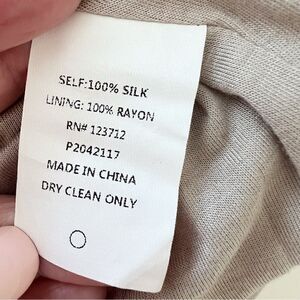 SELF:100% SILK
LINING: 100% RAYON
RN# 123712
P2042117
MADE IN CHINA
DRY CLEAN ONLY